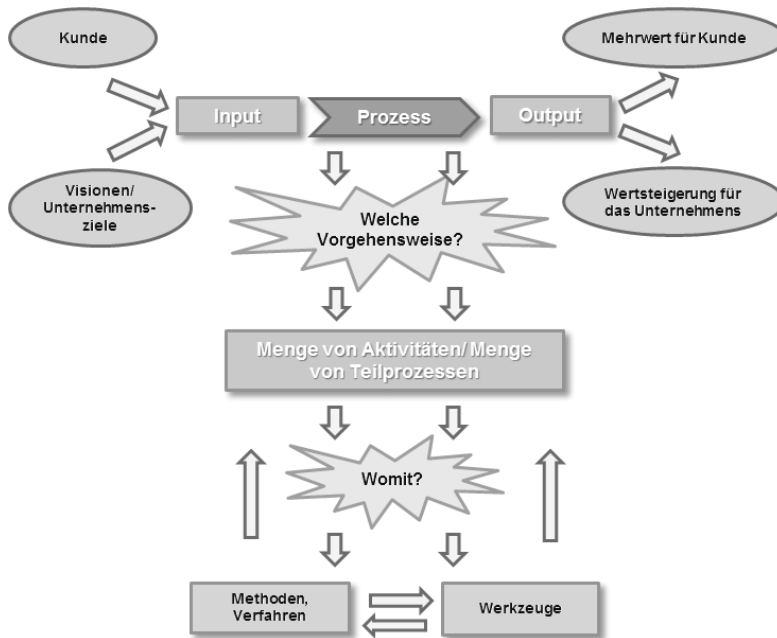 Kunde
Mehrwert für Kunde
Input
Prozess
Output
Visionen/
Unternehmens-
ziele
Wertsteigerung für
das Unternehmens
Welche
Vorgehensweise?
Menge von Aktivitäten/ Menge
von Teilprozessen
Womit?
Methoden,
Verfahren
Werkzeuge